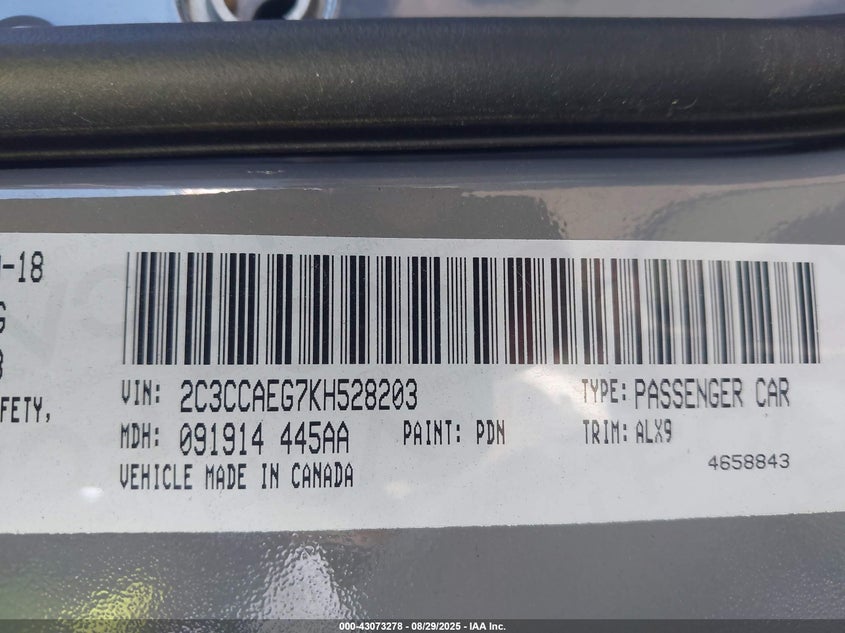 -18
VIN: 2C3CCAEG7KH528203 TYPE: PASSENGER CAR
FETY,
MDH: 091914 445AA PAINT: PDN TRIM: ALX9
4658843
VEHICLE MADE IN CANADA
000-43073278 - 08/29/2025 - IAA Inc.